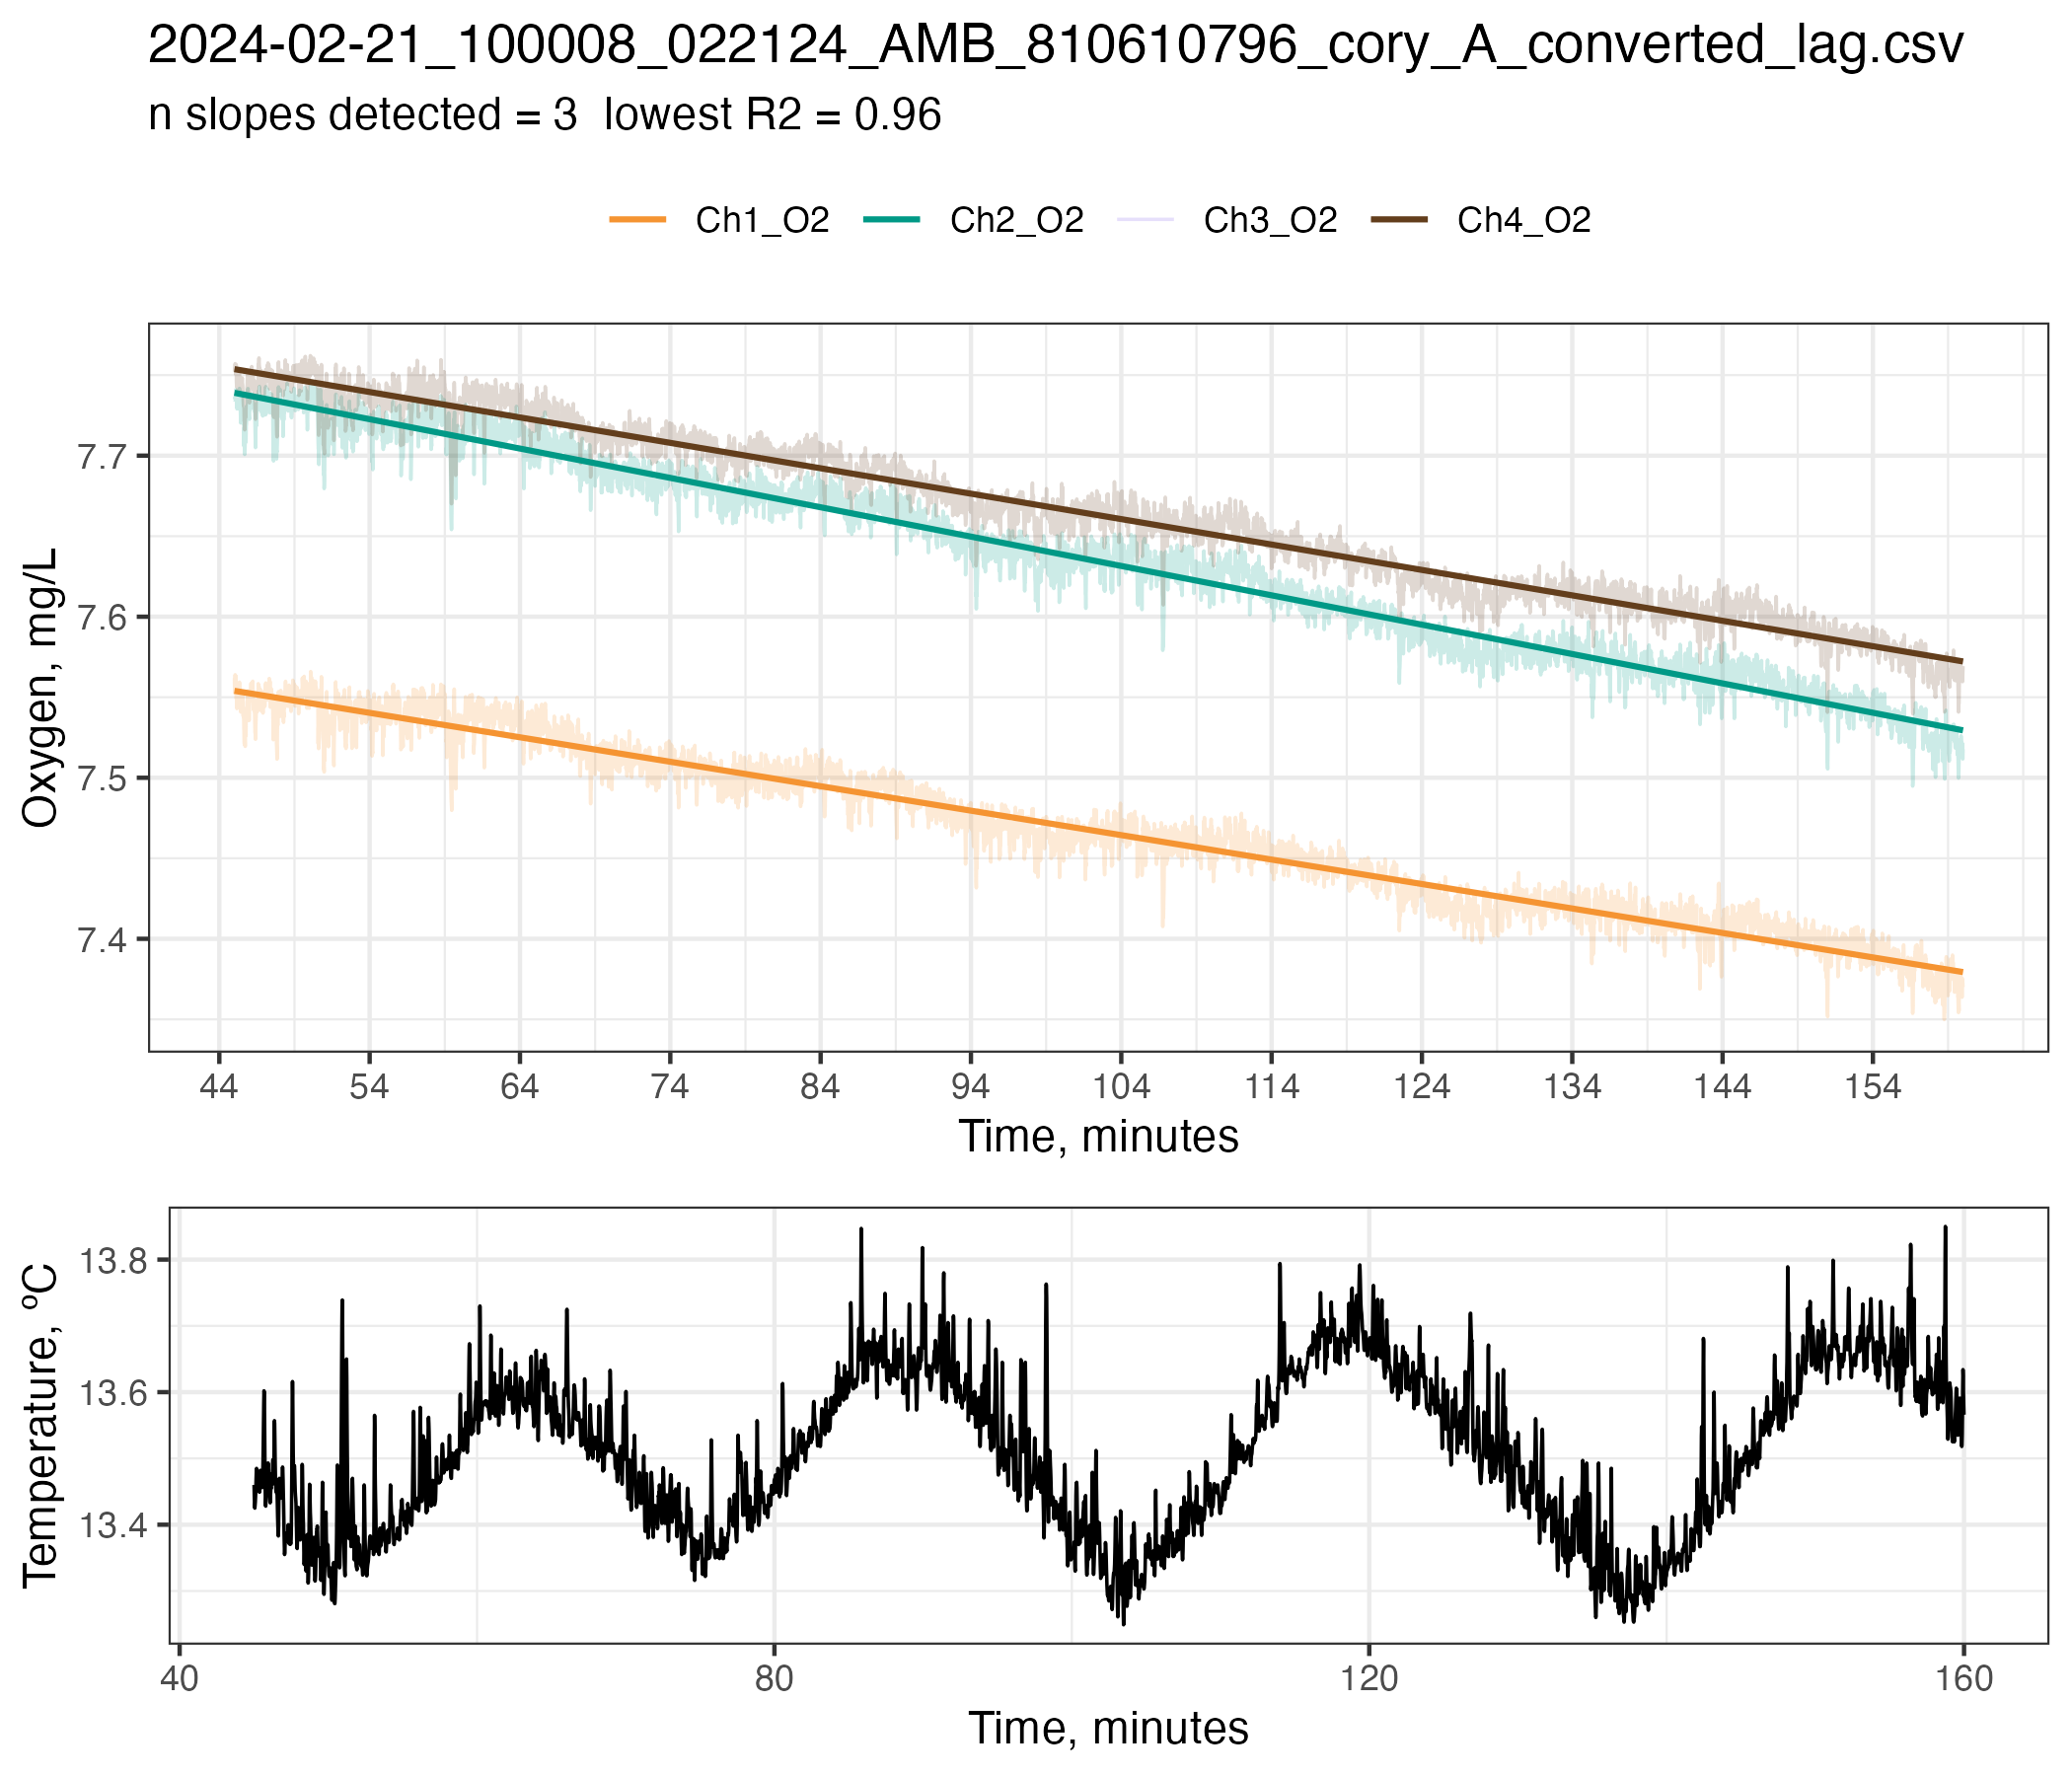 2024-02-21_100008_022124_AMB_810610796_cory_A_converted_lag.csv
n slopes detected = 3  lowest R2 = 0.96
Ch1_O2 Ch2_O2 Ch3_O2 Ch4_O2
Oxygen, mg/L
7.7
7.6
7.5
7.4
44 54 64 74 84 94 104 114 124 134 144 154
Time, minutes
Temperature, ºC
13.8
13.6
13.4
40 80 120 160
Time, minutes